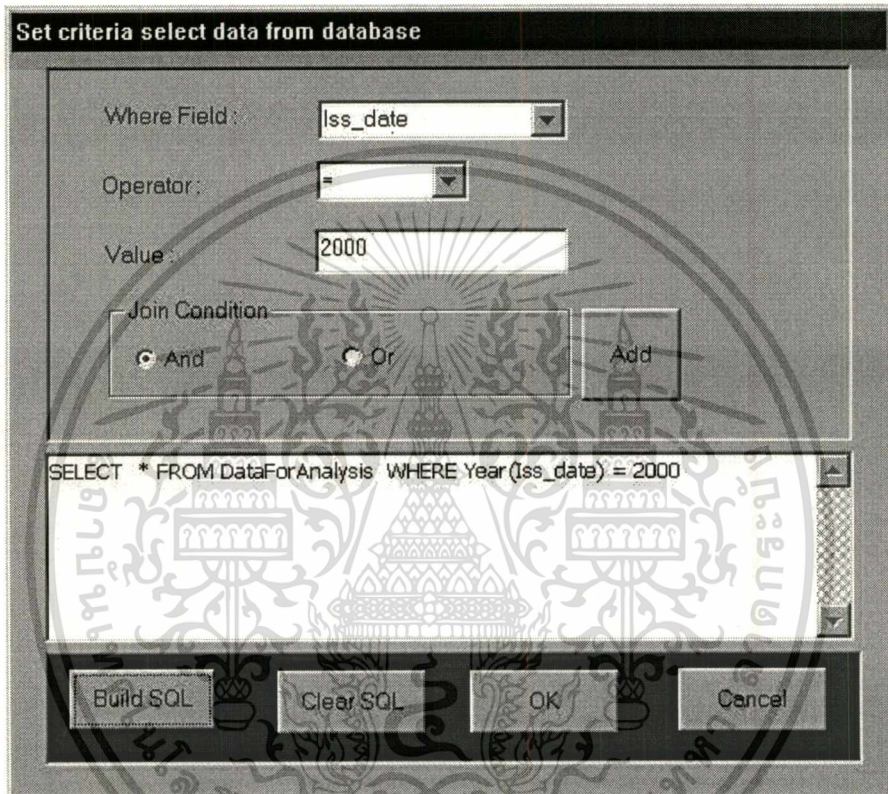 Set criteria select data from database
Where Field :
Iss_date
Operator :
=
Value :
2000
Join Condition
And
Or
Add
SELECT * FROM DataForAnalysis WHERE Year(Iss_date) = 2000
Build SQL
Clear SQL
OK
Cancel